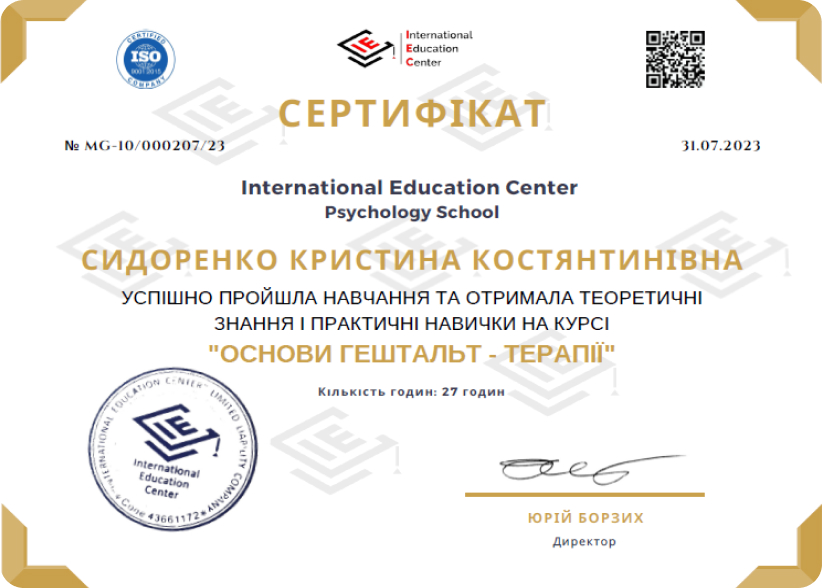 CERTIFIED
ISO
9001:2015
COMPANY
IE
International
Education
Center
СЕРТИФІКАТ
№ MG-10/000207/23
31.07.2023
International Education Center
Psychology School
СИДОРЕНКО КРИСТИНА КОСТЯНТИНІВНА
УСПІШНО ПРОЙШЛА НАВЧАННЯ ТА ОТРИМАЛА ТЕОРЕТИЧНІ
ЗНАННЯ І ПРАКТИЧНІ НАВИЧКИ НА КУРСІ
"ОСНОВИ ГЕШТАЛЬТ - ТЕРАПІЇ"
Кількість годин: 27 годин
INTERNATIONAL EDUCATION CENTER" LIMITED LIABILITY COMPANY
IE
International
Education
Center
Code 43661172
ЮРІЙ БОРЗИХ
Директор